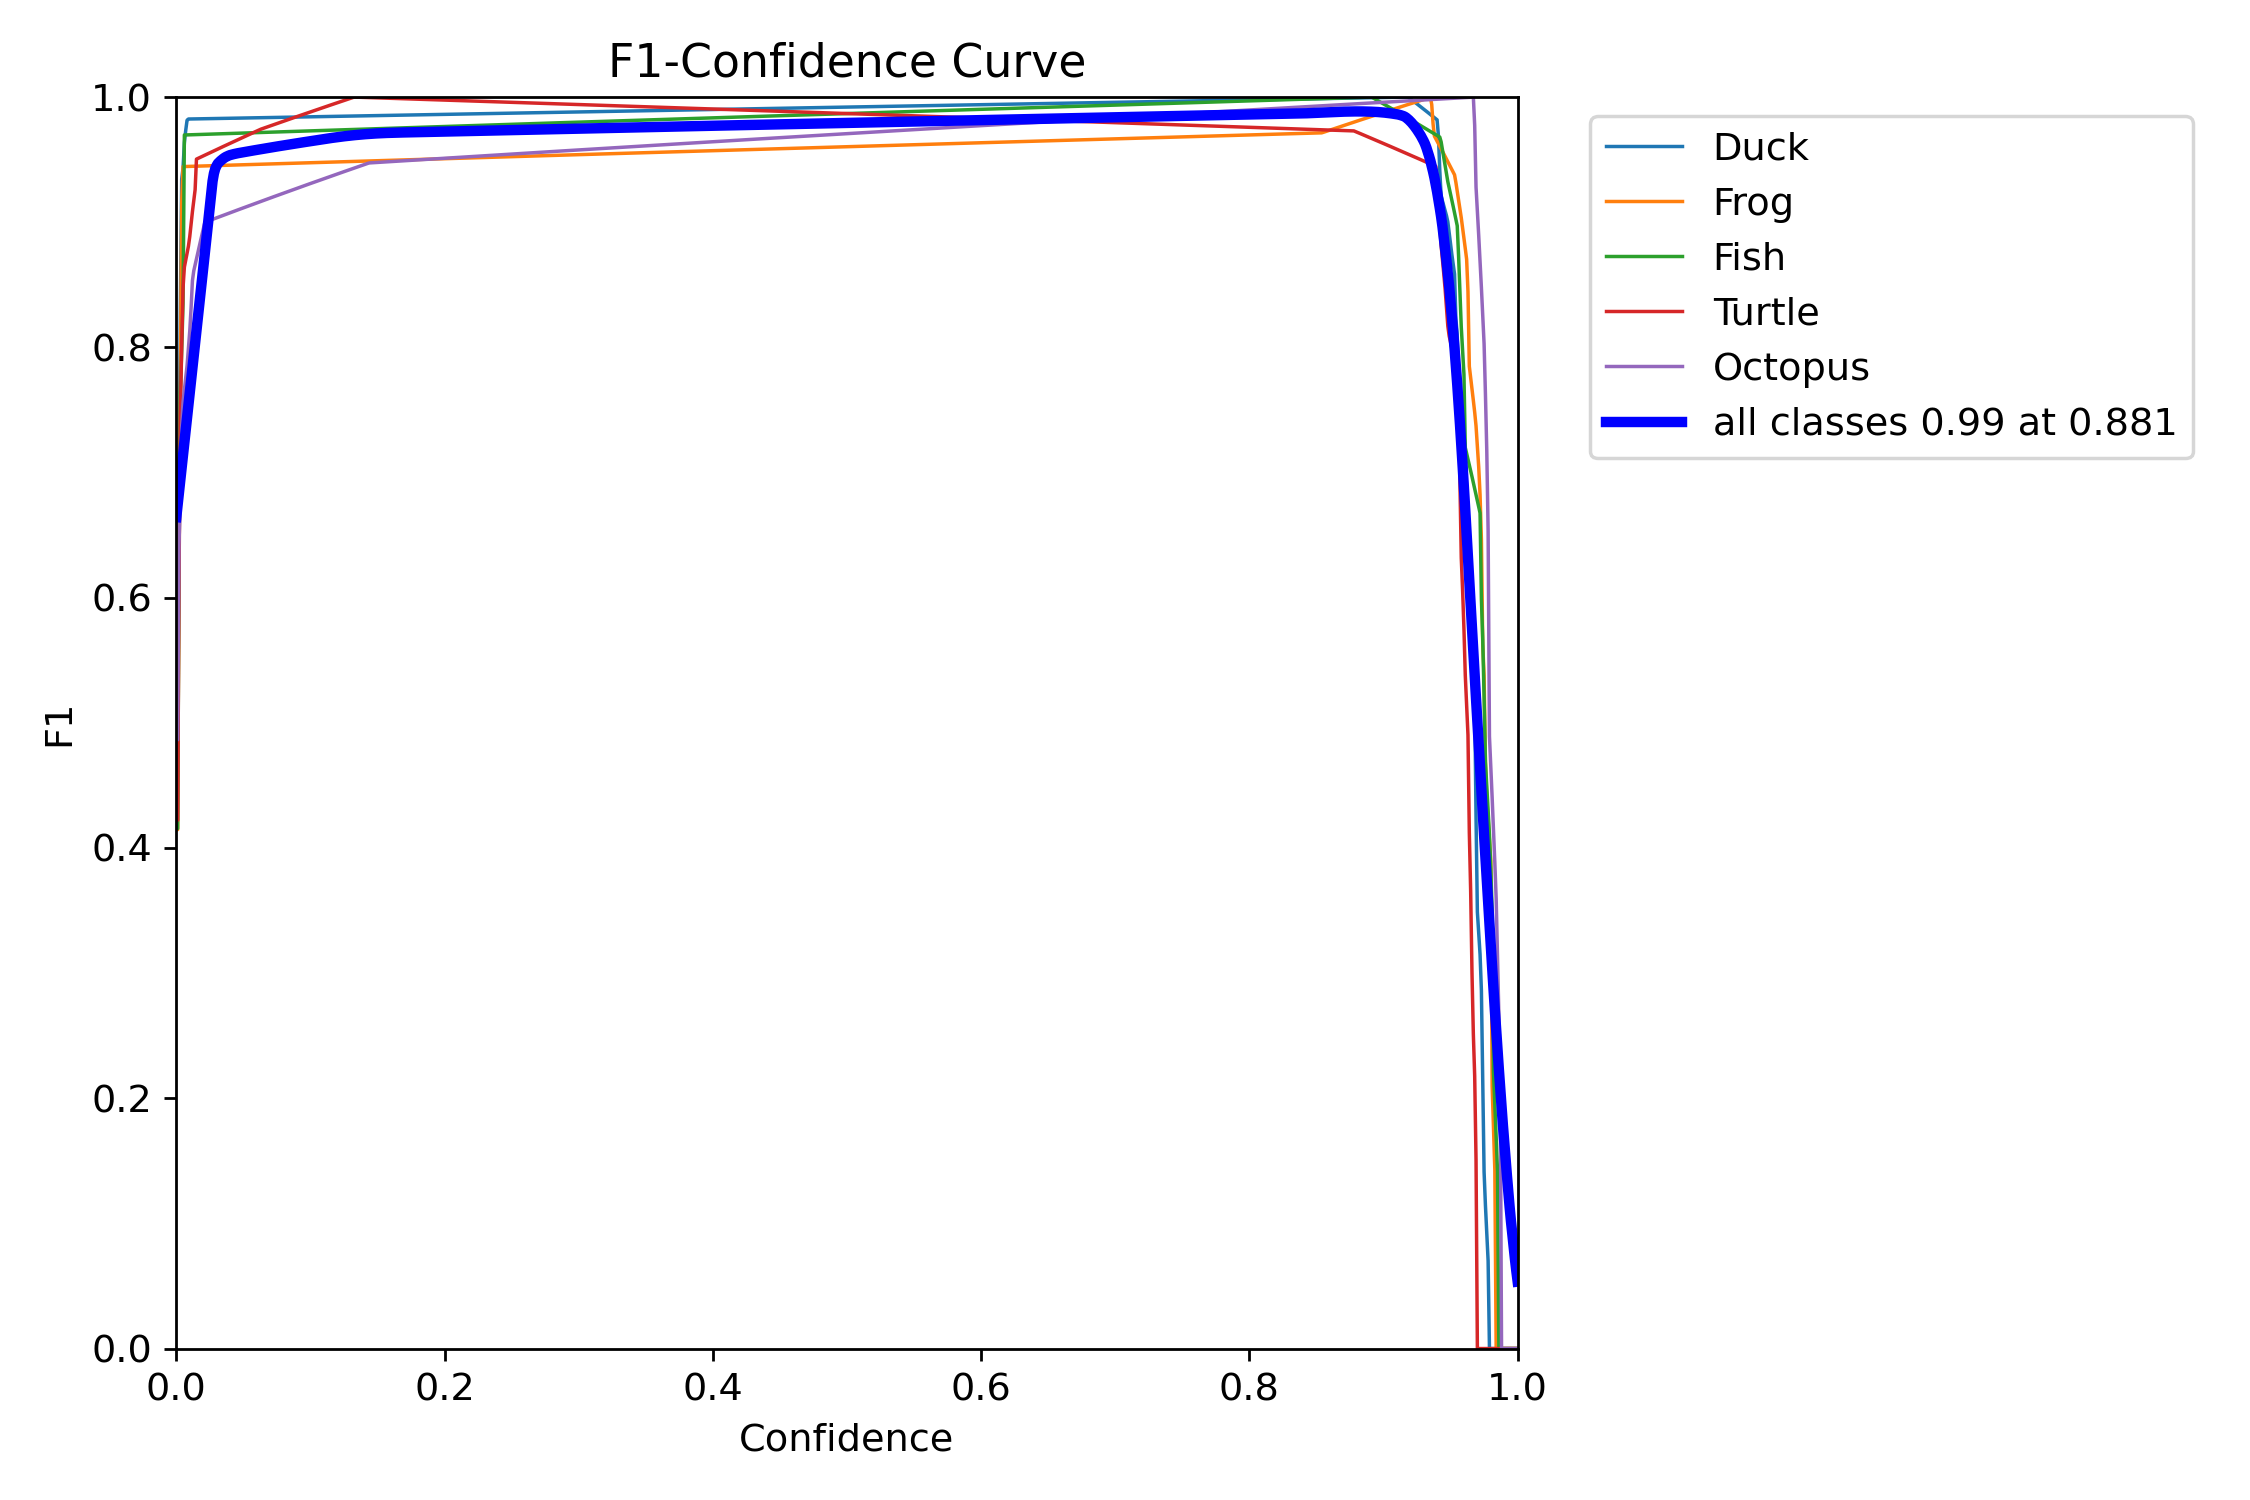 F1-Confidence Curve
1.0
0.8
0.6
0.4
0.2
0.0
F1
0.0 0.2 0.4 0.6 0.8 1.0
Confidence
Duck
Frog
Fish
Turtle
Octopus
all classes 0.99 at 0.881